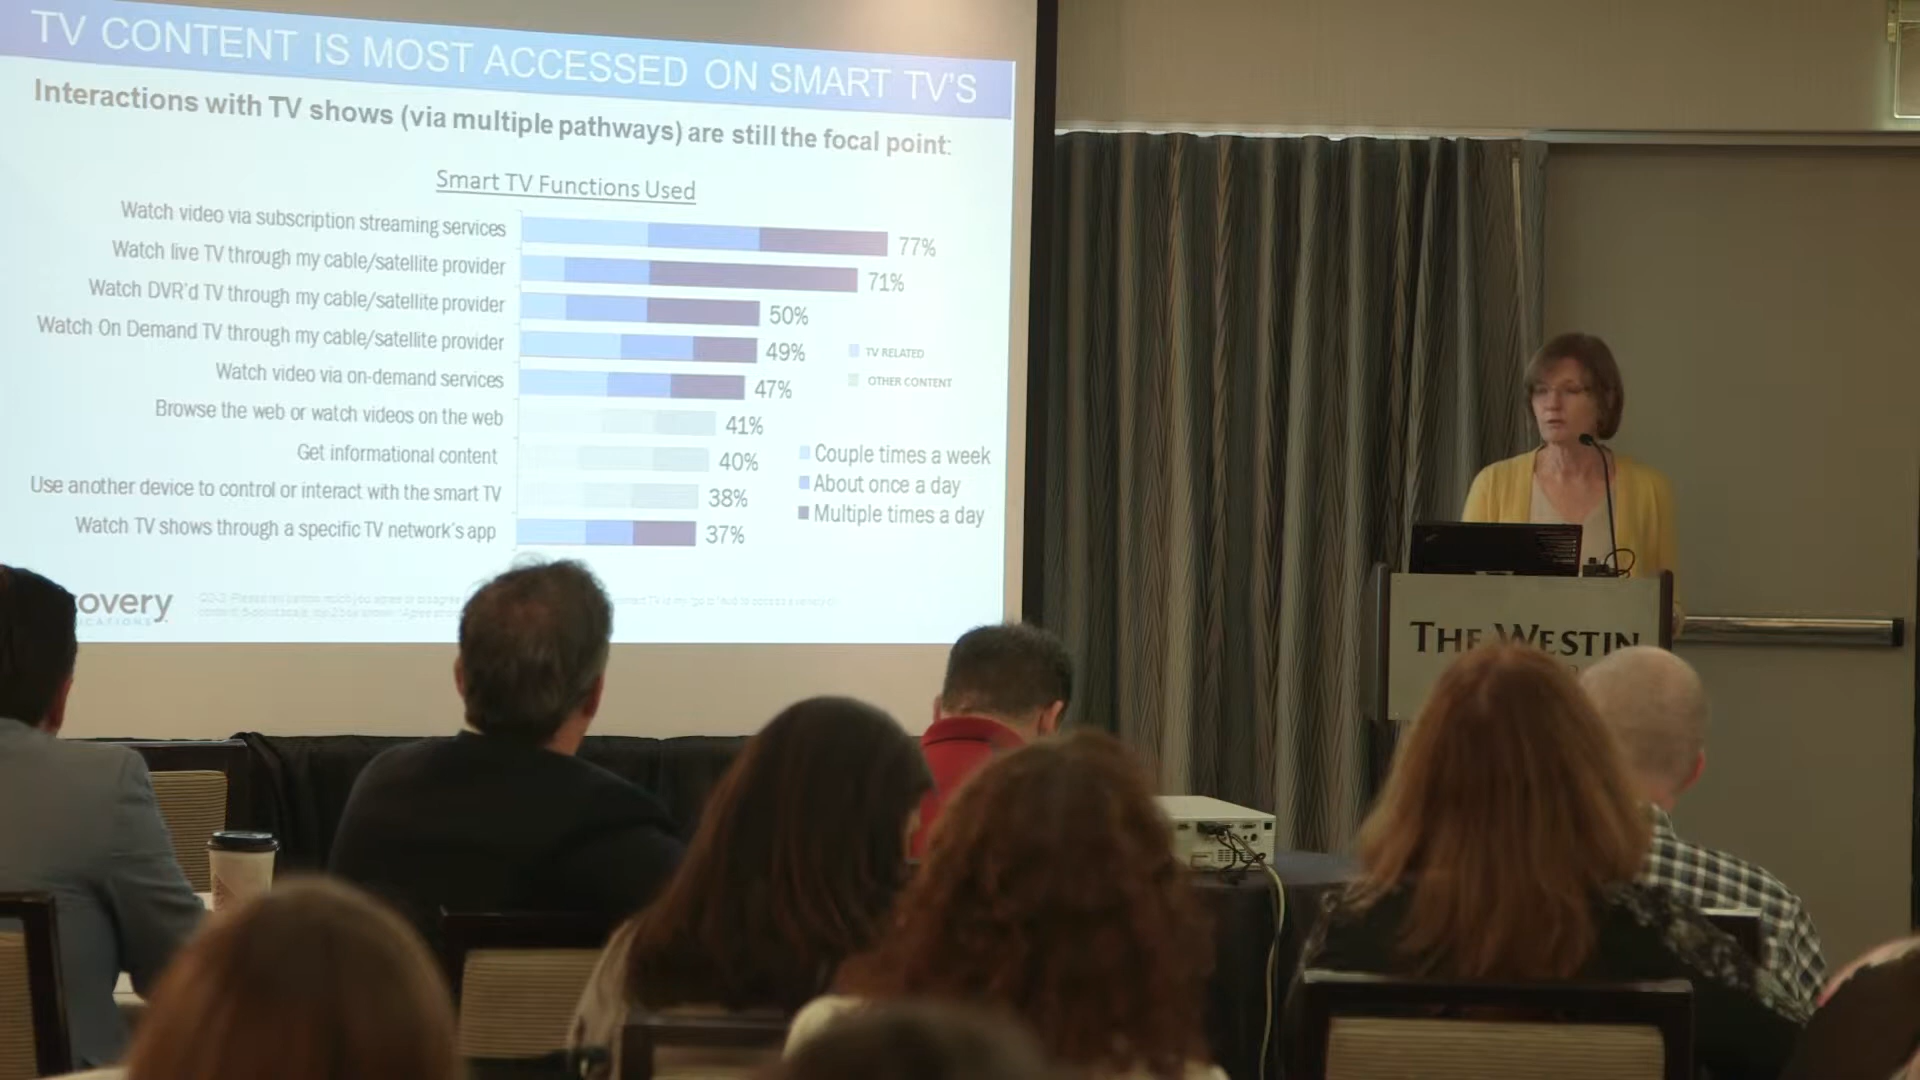 TV CONTENT IS MOST ACCESSED ON SMART TV'S
Interactions with TV shows (via multiple pathways) are still the focal point:
Smart TV Functions Used
Watch video via subscription streaming services 77%
Watch live TV through my cable/satellite provider 71%
Watch DVR'd TV through my cable/satellite provider 50%
Watch On Demand TV through my cable/satellite provider 49%
Watch video via on-demand services 47%
Browse the web or watch videos on the web 41%
Get informational content 40%
Use another device to control or interact with the smart TV 38%
Watch TV shows through a specific TV network's app 37%
TV RELATED
OTHER CONTENT
Couple times a week
About once a day
Multiple times a day
overy
ICATIONS
THE WESTIN